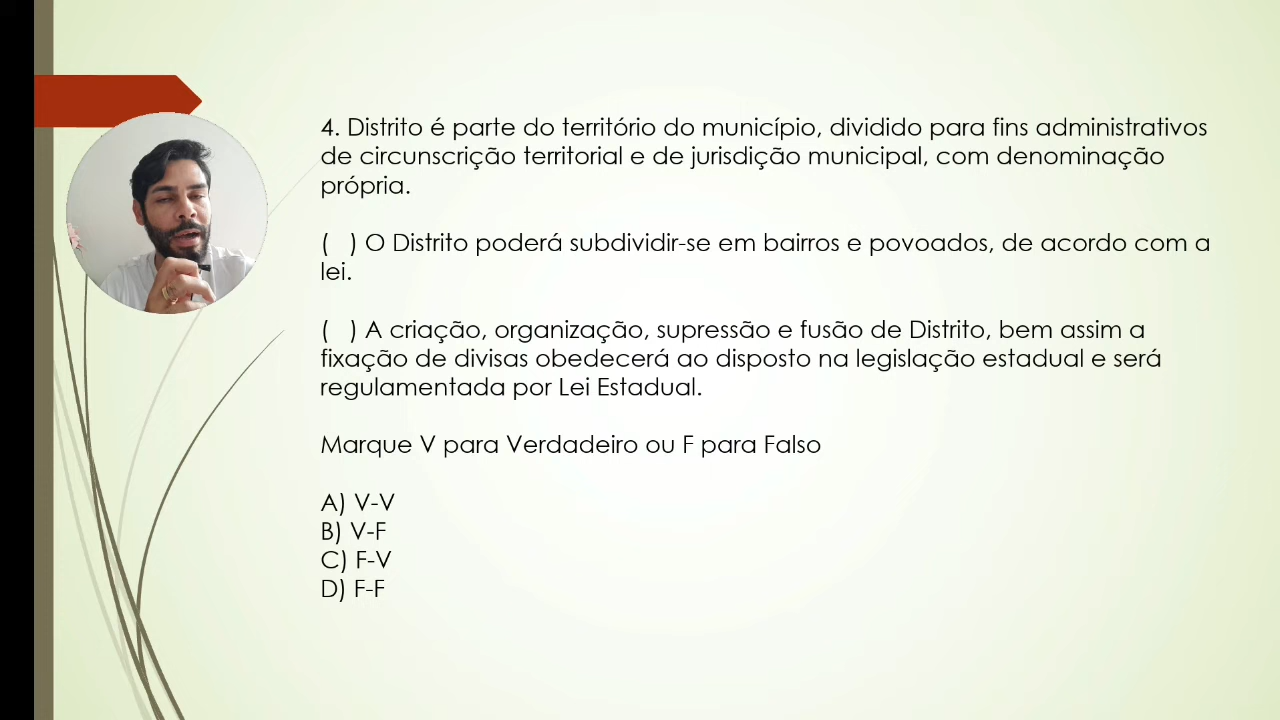 4. Distrito é parte do território do município, dividido para fins administrativos
de circunscrição territorial e de jurisdição municipal, com denominação
própria.
( ) O Distrito poderá subdividir-se em bairros e povoados, de acordo com a
lei.
( ) A criação, organização, supressão e fusão de Distrito, bem assim a
fixação de divisas obedecerá ao disposto na legislação estadual e será
regulamentada por Lei Estadual.
Marque V para Verdadeiro ou F para Falso
A) V-V
B) V-F
C) F-V
D) F-F